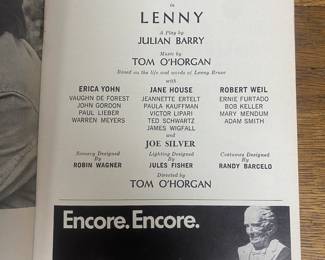 in
LENNY
A Play by
JULIAN BARRY
Music by
TOM O'HORGAN
Based on the life and words of Lenny Bruce
with
ERICA YOHN JANE HOUSE ROBERT WEIL
VAUGHN DE FOREST JEANNETTE ERTELT ERNIE FURTADO
JOHN GORDON PAULA KAUFFMAN BOB KELLER
PAUL LIEBER VICTOR LIPARI MARY MENDUM
WARREN MEYERS TED SCHWARTZ ADAM SMITH
JAMES WIGFALL
and
JOE SILVER
Scenery Designed Lighting Designed Costumes Designed
By By By
ROBIN WAGNER JULES FISHER RANDY BARCELO
Directed by
TOM O'HORGAN
Encore. Encore.